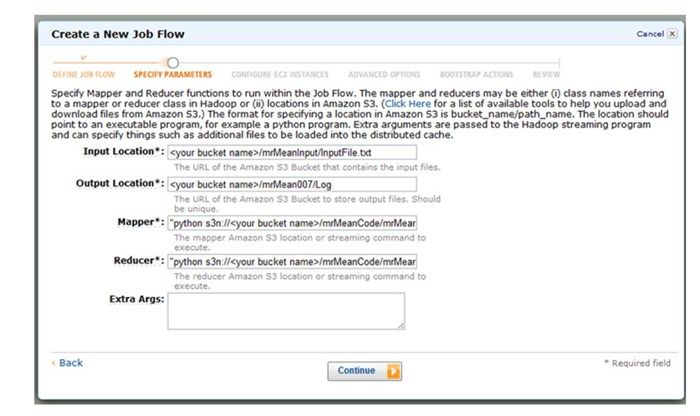 Create a New Job Flow
Cancel X
DEFINE JOB FLOW SPECIFY PARAMETERS CONFIGURE EC2 INSTANCES ADVANCED OPTIONS BOOTSTRAP ACTIONS REVIEW
Specify Mapper and Reducer functions to run within the Job Flow. The mapper and reducers may be either (i) class names referring
to a mapper or reducer class in Hadoop or (ii) locations in Amazon S3. (Click Here for a list of available tools to help you upload and
download files from Amazon S3.) The format for specifying a location in Amazon S3 is bucket_name/path_name. The location should
point to an executable program, for example a python program. Extra arguments are passed to the Hadoop streaming program
and can specify things such as additional files to be loaded into the distributed cache.
Input Location*: <your bucket name>/mrMeanInput/InputFile.txt
The URL of the Amazon S3 Bucket that contains the input files.
Output Location*: <your bucket name>/mrMean007/Log
The URL of the Amazon S3 Bucket to store output files. Should
be unique.
Mapper*: "python s3n://<your bucket name>/mrMeanCode/mrMear
The mapper Amazon S3 location or streaming command to
execute.
Reducer*: "python s3n://<your bucket name>/mrMeanCode/mrMear
The reducer Amazon S3 location or streaming command to
execute.
Extra Args:
‹ Back
Continue
* Required field